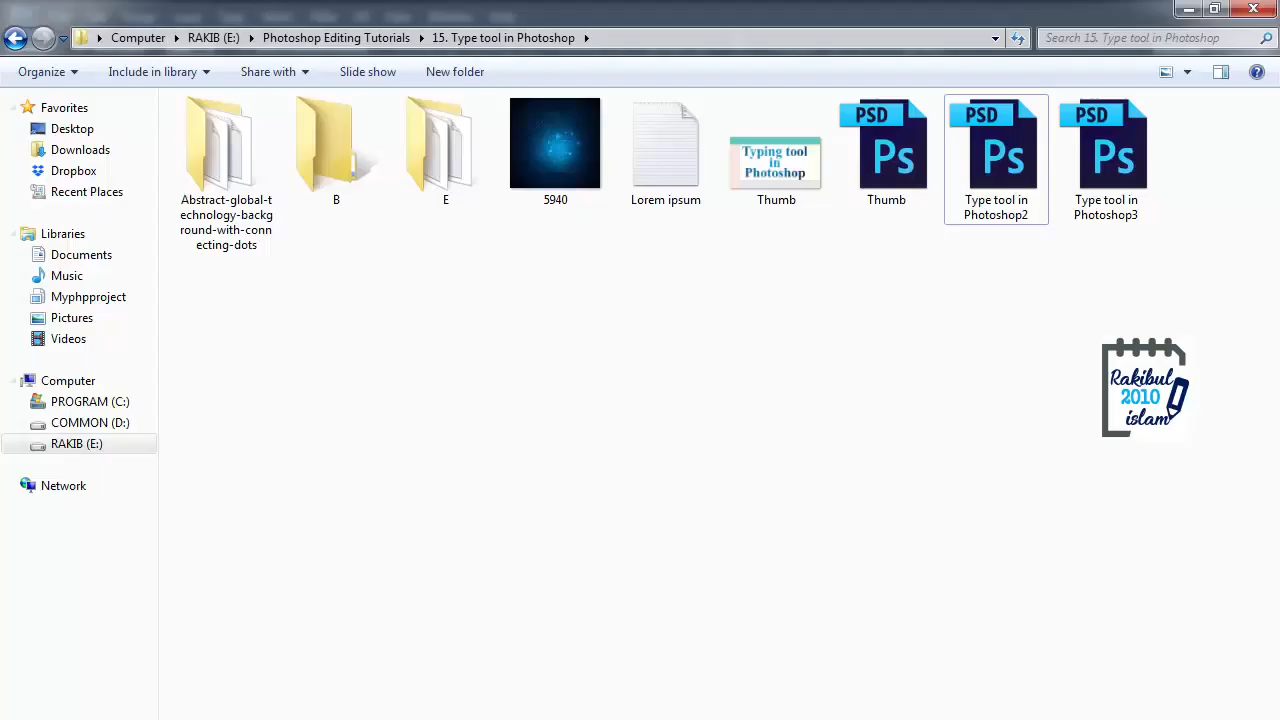 Computer RAKIB (E:) Photoshop Editing Tutorials 15. Type tool in Photoshop Search 15. Type tool in Photoshop
Organize Include in library Share with Slide show New folder
Favorites
Desktop
Downloads
Dropbox
Recent Places
Libraries
Documents
Music
Myphpproject
Pictures
Videos
Computer
PROGRAM (C:)
COMMON (D:)
RAKIB (E:)
Network
Abstract-global-t
echnology-backg
round-with-conn
ecting-dots
B
E
5940
Lorem ipsum
Typing tool
in
Photoshop
Thumb
PSD
Ps
Thumb
PSD
Ps
Type tool in
Photoshop2
PSD
Ps
Type tool in
Photoshop3
Rakibul
2010
islam